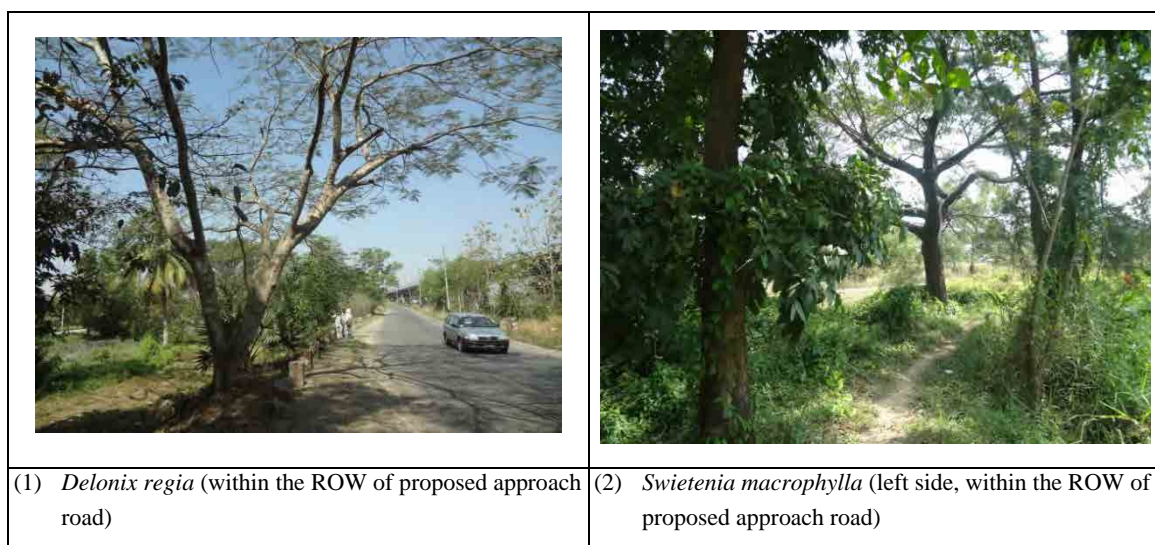 (1) Delonix regia (within the ROW of proposed approach
road)
(2) Swietenia macrophylla (left side, within the ROW of
proposed approach road)